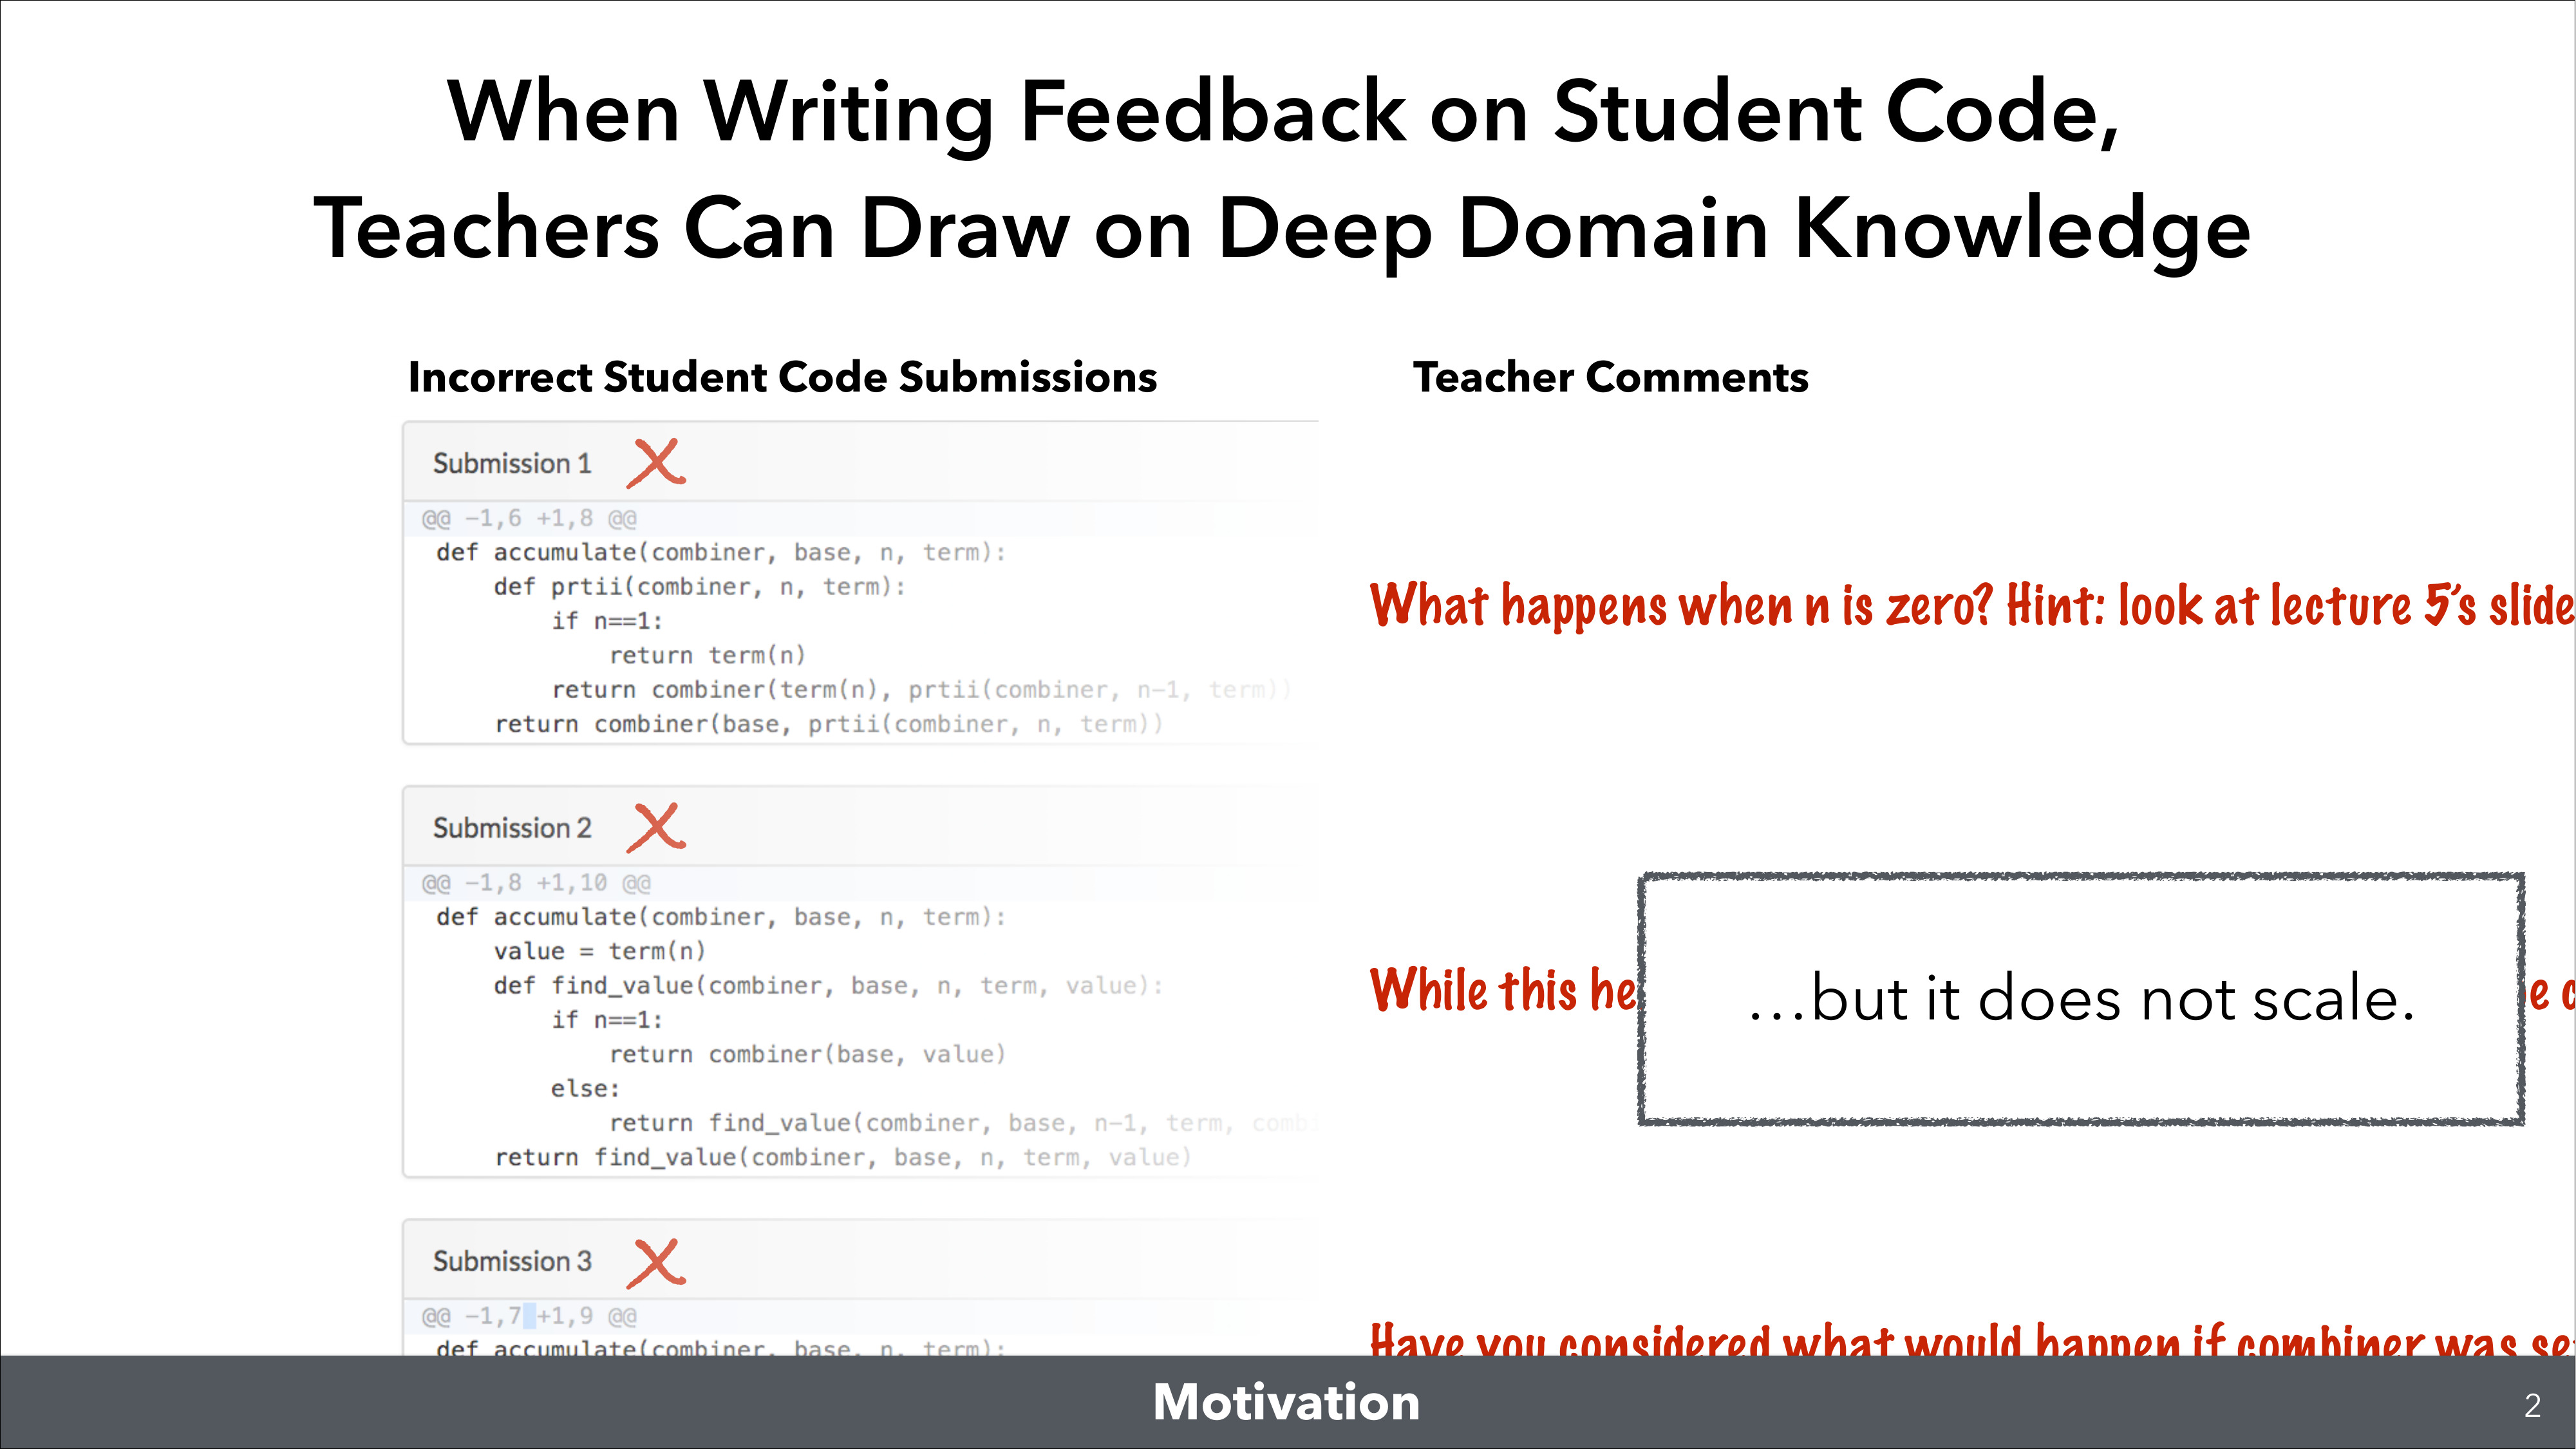 When Writing Feedback on Student Code,
Teachers Can Draw on Deep Domain Knowledge
Incorrect Student Code Submissions
Teacher Comments
Submission 1
@@ -1,6 +1,8 @@
def accumulate(combiner, base, n, term):
    def prtii(combiner, n, term):
        if n==1:
            return term(n)
        return combiner(term(n), prtii(combiner, n-1, term))
    return combiner(base, prtii(combiner, n, term))
What happens when n is zero? Hint: look at lecture 5's slide
Submission 2
@@ -1,8 +1,10 @@
def accumulate(combiner, base, n, term):
    value = term(n)
    def find_value(combiner, base, n, term, value):
        if n==1:
            return combiner(base, value)
        else:
            return find_value(combiner, base, n-1, term, comb
    return find_value(combiner, base, n, term, value)
While this he
…but it does not scale.
Submission 3
@@ -1,7 +1,9 @@
def accumulate(combiner, base, n, term):
Have you considered what would happen if combiner was se
Motivation
2